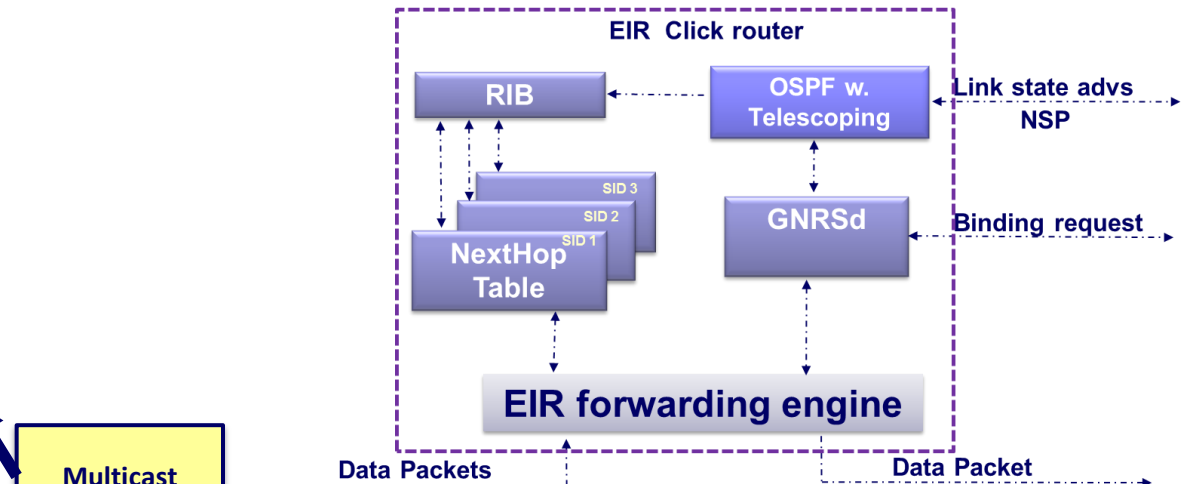 EIR Click router
RIB
OSPF w.
Telescoping
Link state advs
NSP
SID 3
SID 2
SID 1
NextHop
Table
GNRSd
Binding request
EIR forwarding engine
Data Packets
Data Packet
Multicast